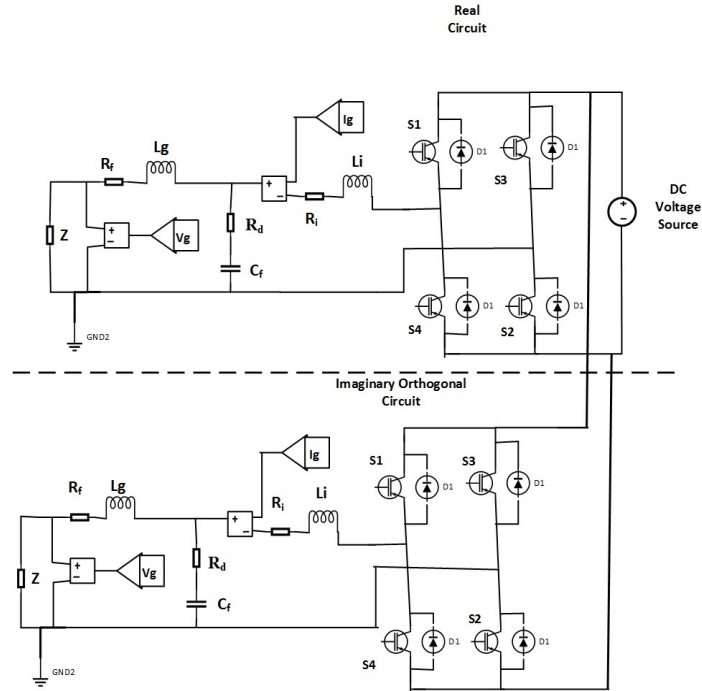 Real
Circuit
Ig
S1
Lg
Li
D1
D1
Rf
S3
DC
Voltage
Source
+
−
+
−
Z
+
−
Vg
Rd
Ri
Cf
D1
D1
GND2
S4
S2
Imaginary Orthogonal
Circuit
Ig
S1
S3
Rf
Lg
Ri
Li
D1
D1
+
−
Z
+
−
Vg
Rd
Cf
S2
D1
D1
S4
GND2